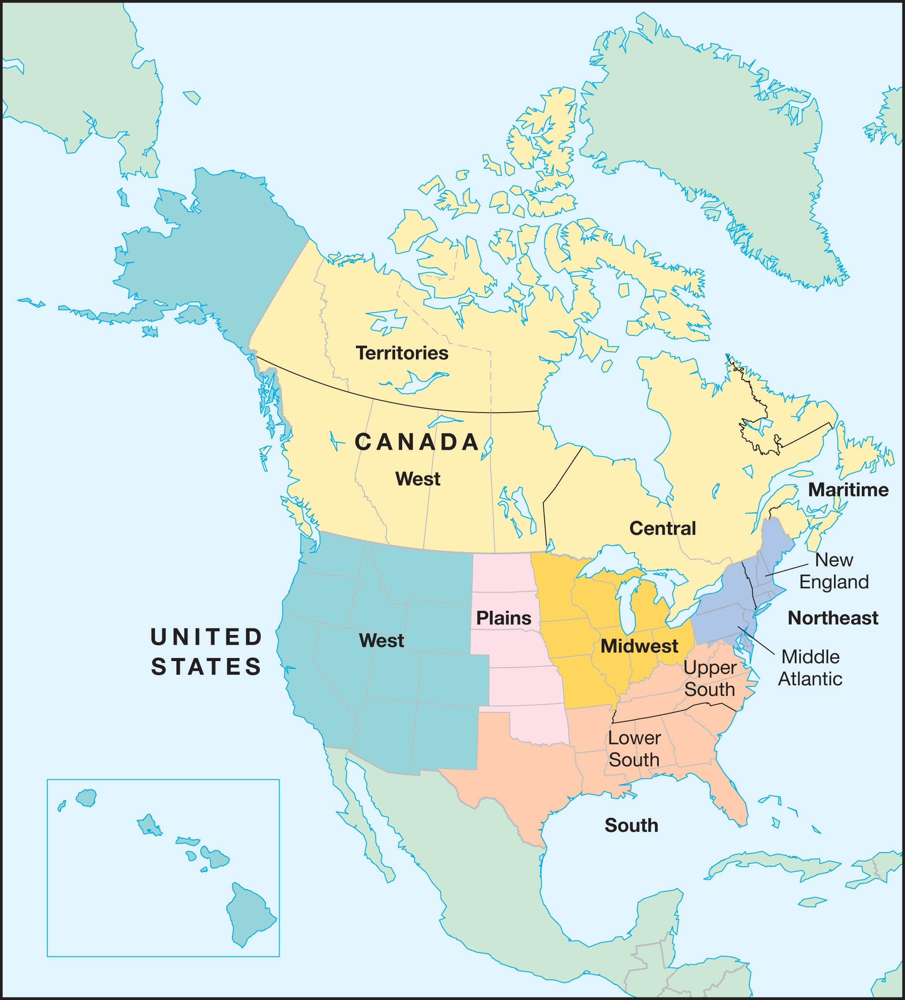 Territories
CANADA
West
Maritime
Central
New
England
Plains
Northeast
UNITED
STATES
West
Midwest
Middle
Atlantic
Upper
South
Lower
South
South